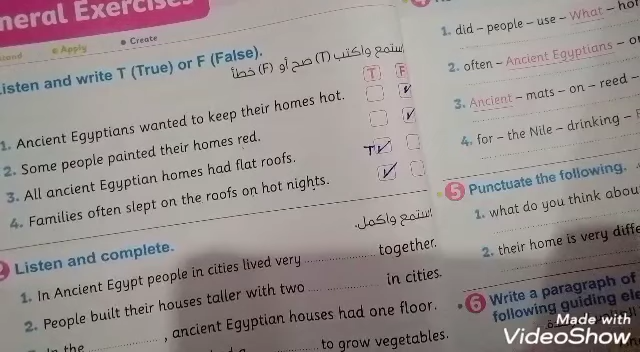 General Exercises
Apply
Create
Listen and write T (True) or F (False).
استمع واكتب (T) صح أو (F) خطأ
T F
1. Ancient Egyptians wanted to keep their homes hot.
2. Some people painted their homes red.
3. All ancient Egyptian homes had flat roofs.
T
4. Families often slept on the roofs on hot nights.
2 Listen and complete.
استمع وأكمل.
1. In Ancient Egypt people in cities lived very together.
2. People built their houses taller with two in cities.
In the , ancient Egyptian houses had one floor.
to grow vegetables.
1. did – people – use – What –
2. often – Ancient Egyptians –
3. Ancient – mats – on – reed –
4. for – the Nile – drinking –
5 Punctuate the following.
1. what do you think
2. their home is very
6 Write a paragraph of
following guiding
Made with
VideoShow